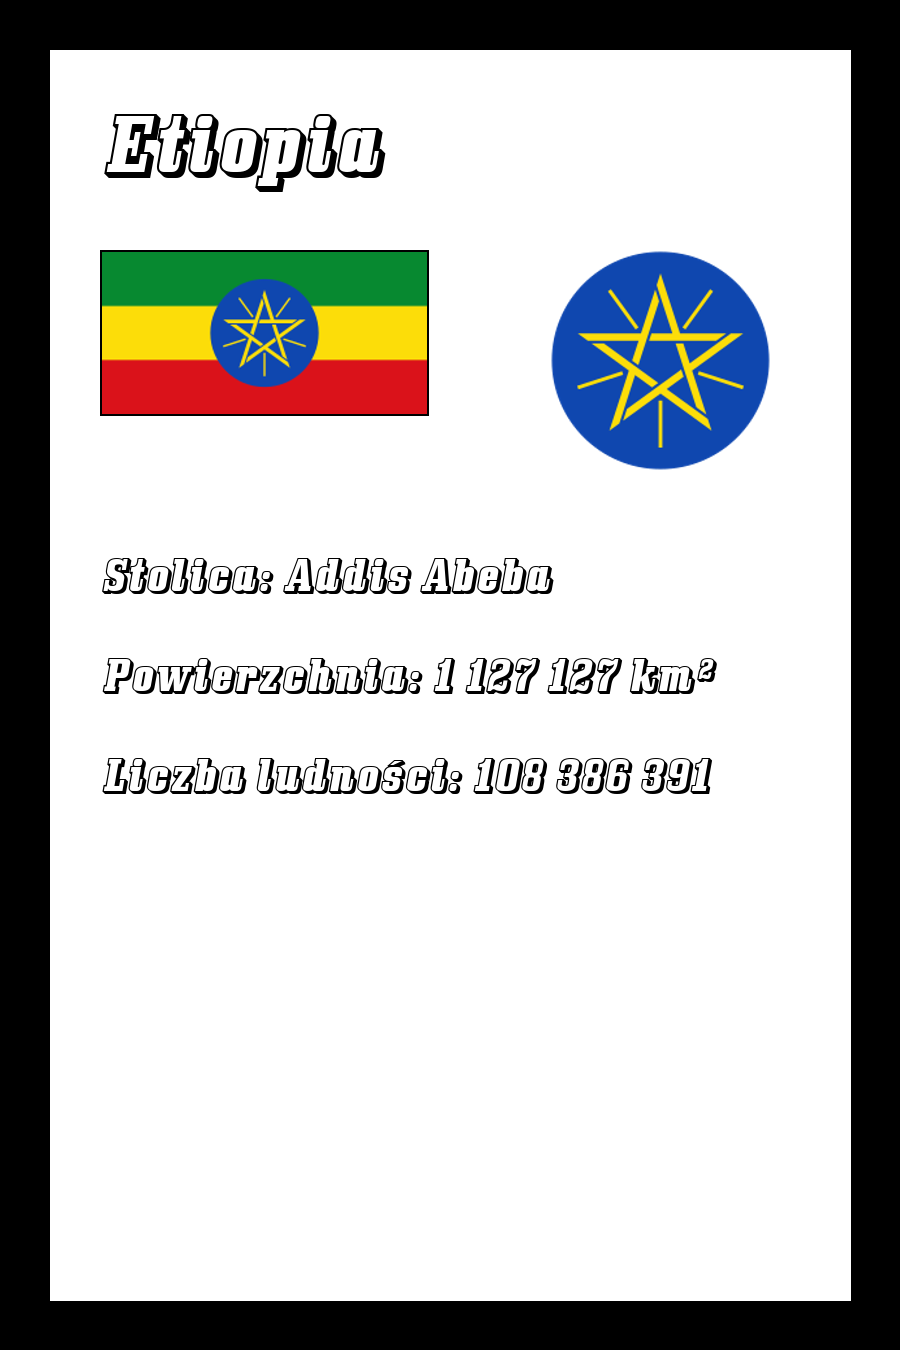 Etiopia
Stolica: Addis Abeba
Powierzchnia: 1 127 127 km²
Liczba ludności: 108 386 391